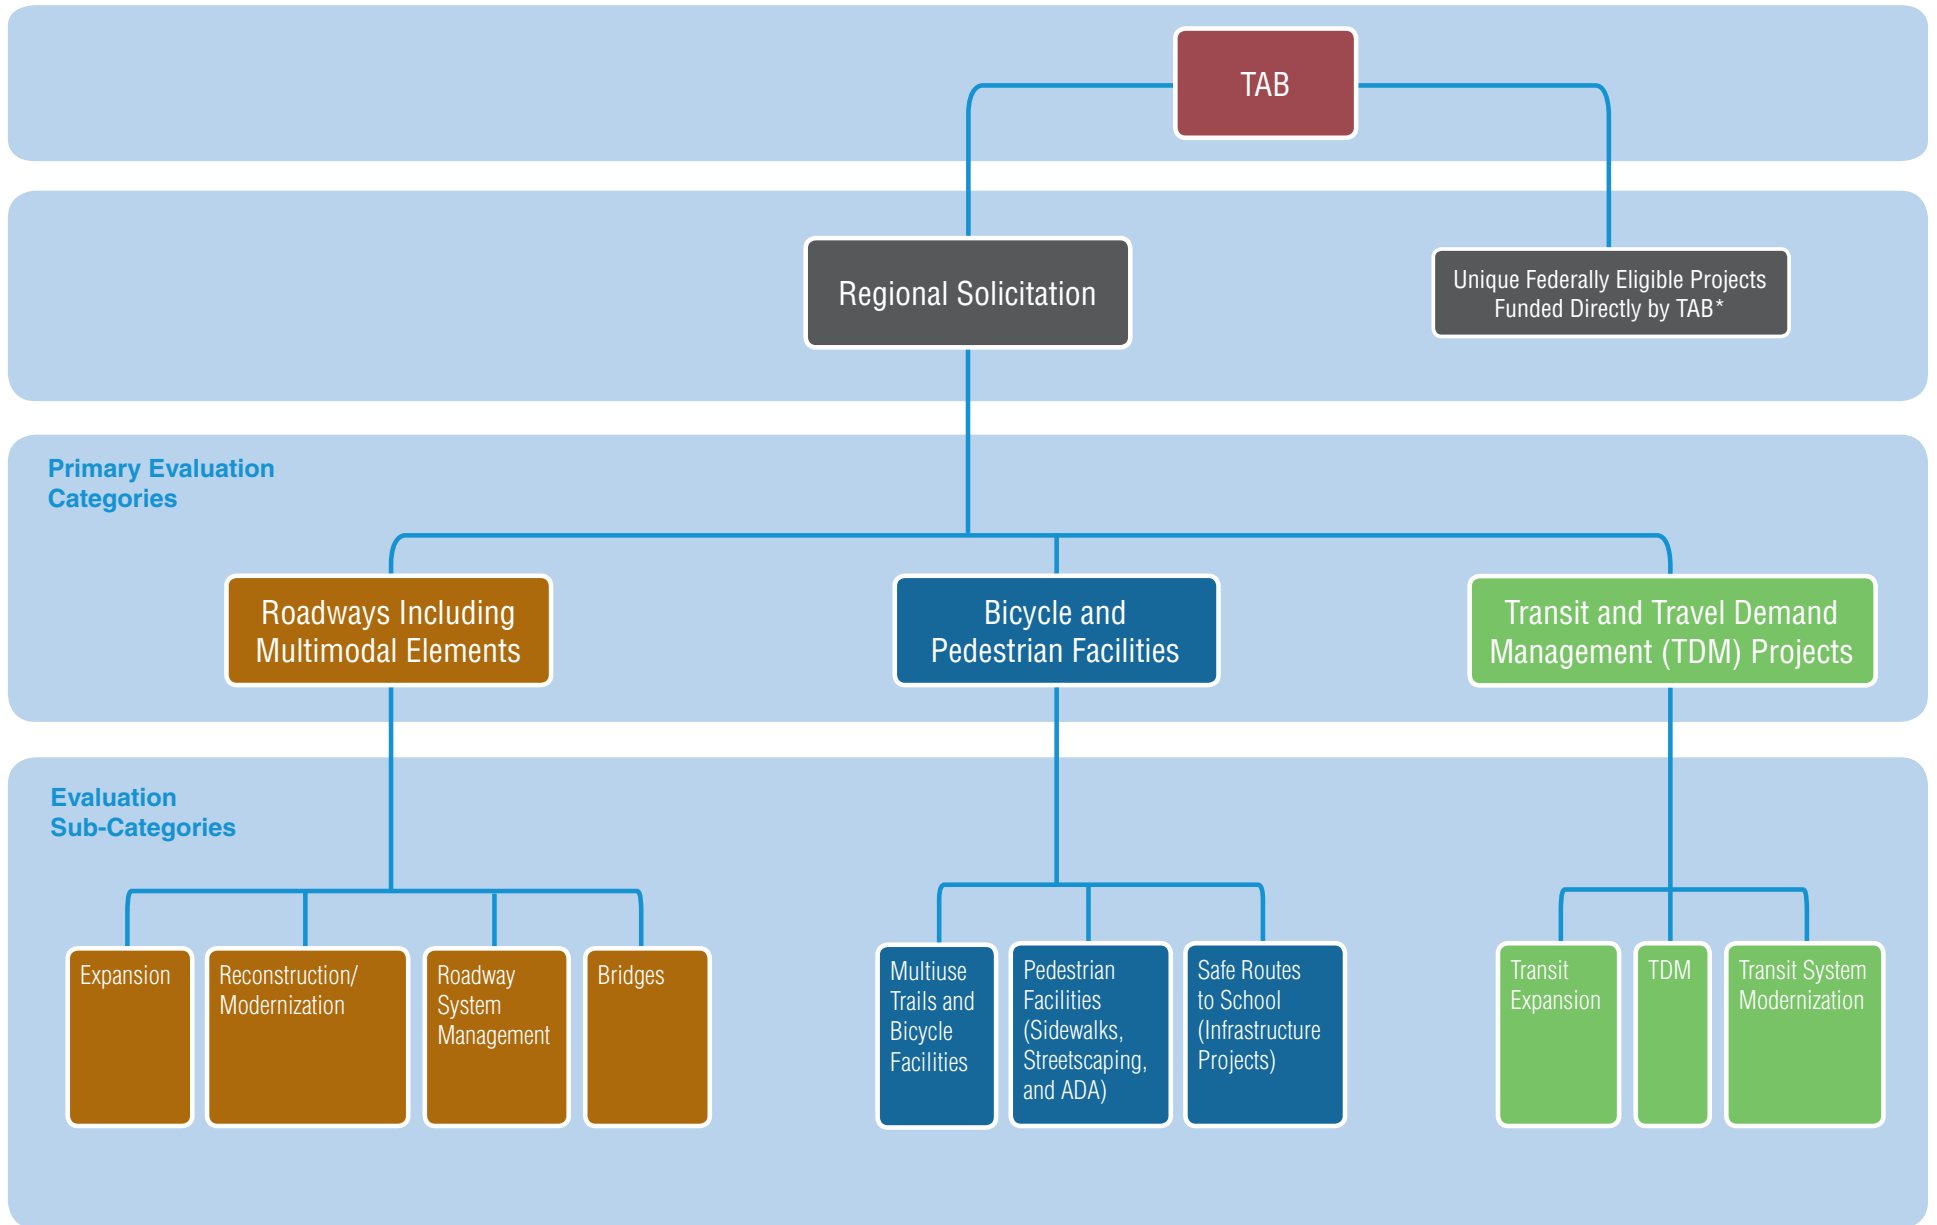 TAB
Regional Solicitation
Unique Federally Eligible Projects
Funded Directly by TAB*
Primary Evaluation
Categories
Roadways Including
Multimodal Elements
Bicycle and
Pedestrian Facilities
Transit and Travel Demand
Management (TDM) Projects
Evaluation
Sub-Categories
Expansion
Reconstruction/
Modernization
Roadway
System
Management
Bridges
Multiuse
Trails and
Bicycle
Facilities
Pedestrian
Facilities
(Sidewalks,
Streetscaping,
and ADA)
Safe Routes
to School
(Infrastructure
Projects)
Transit
Expansion
TDM
Transit System
Modernization